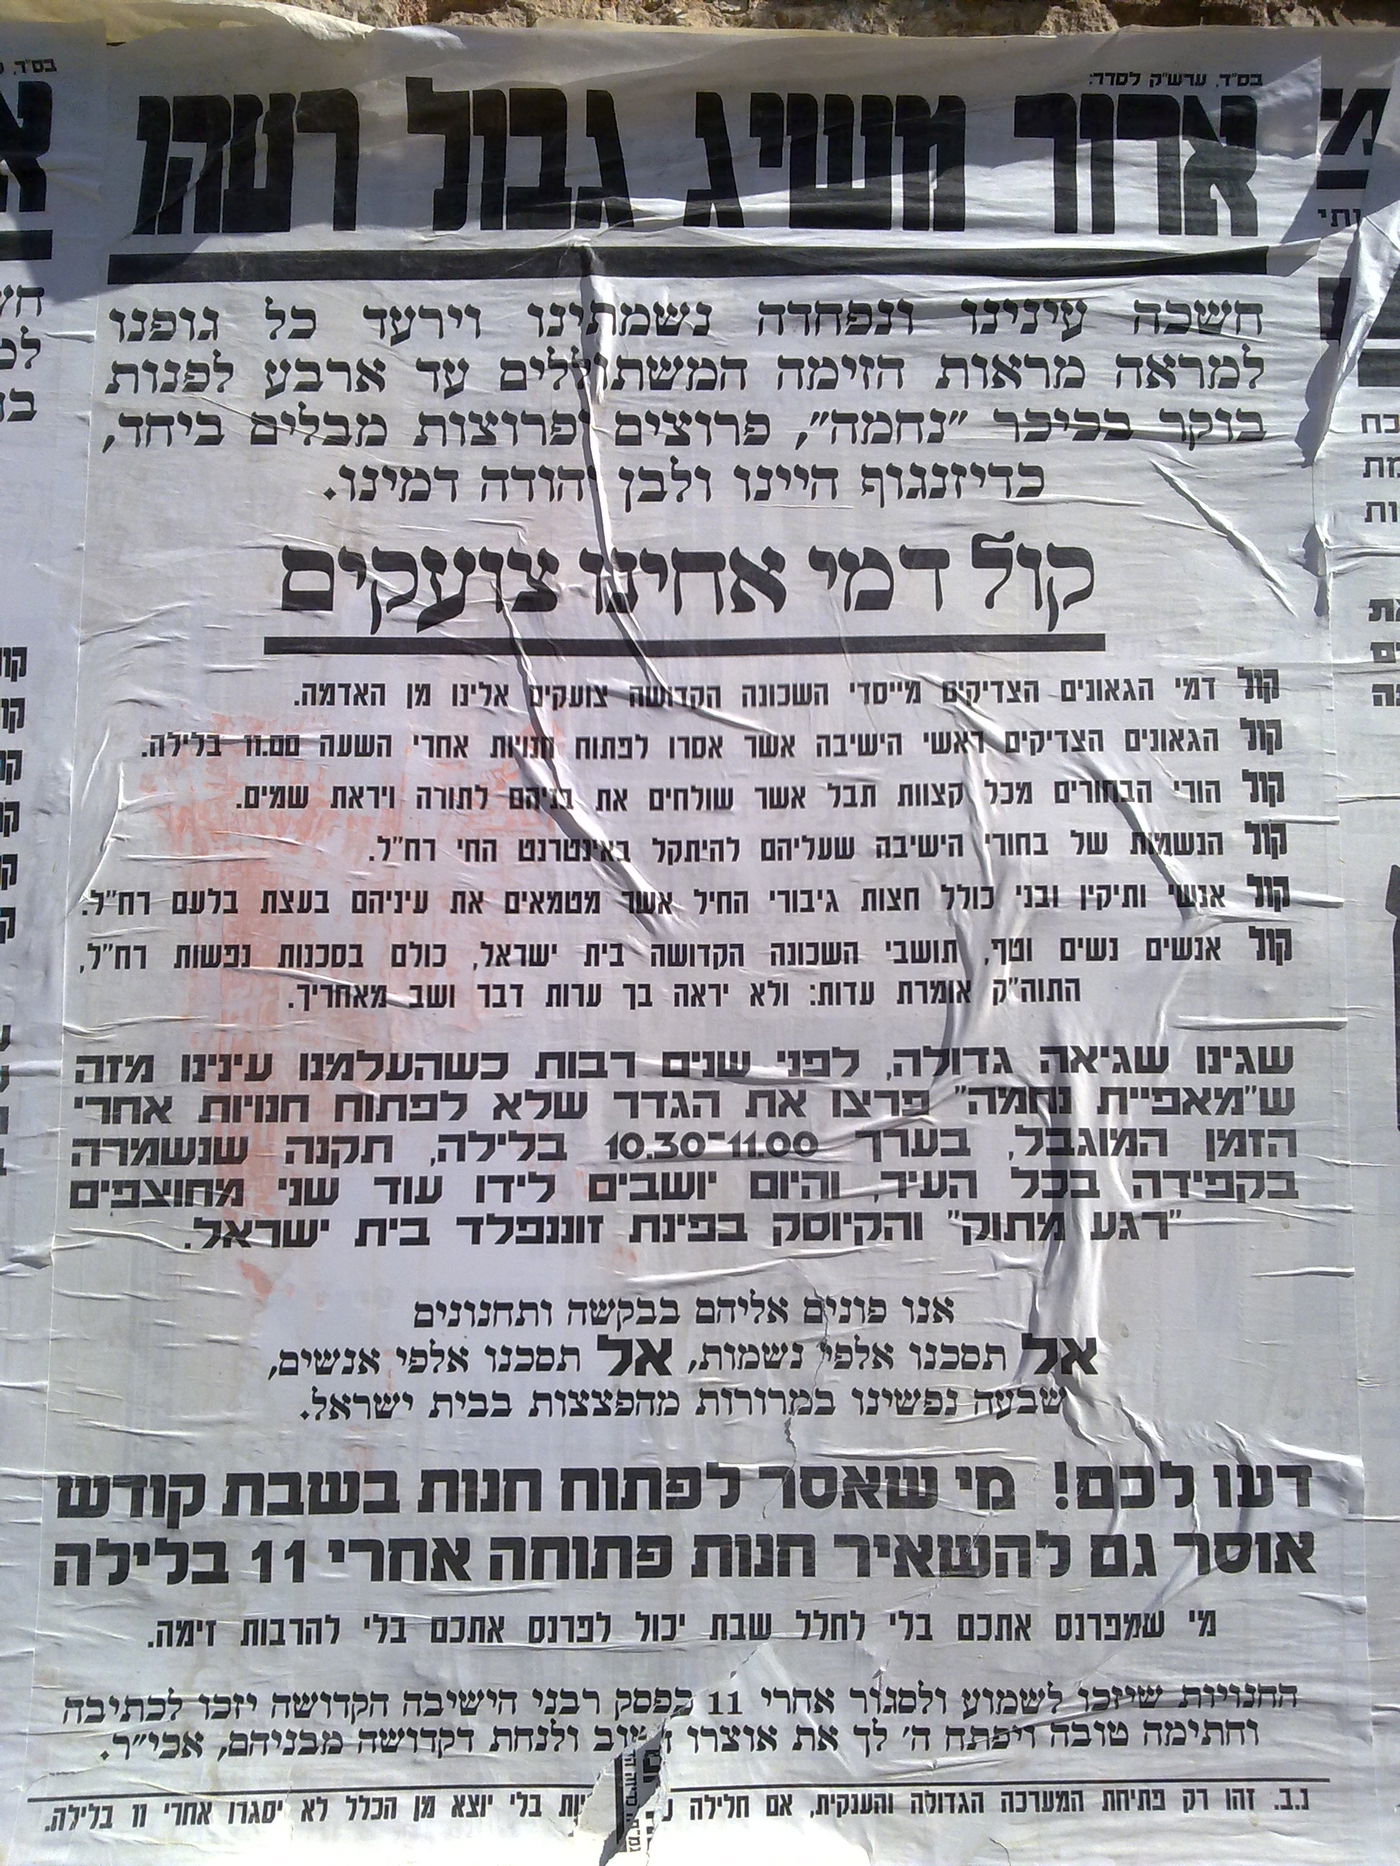 בס״ד, ערש״ק לסדר:
ארור משיג גבול רעהו
חשכה עינינו ונפחדה נשמתינו וירעד כל גופנו
למראה מראות הזימה המשתוללים עד ארבע לפנות
בוקר בכיכר ״נחמה״, פרוצים ופרוצות מבלים ביחד,
כדיזנגוף היינו ולבן יהודה דמינו.
קול דמי אחינו צועקים
קול דמי הגאונים הצדיקים מייסדי השכונה הקדושה צועקים אלינו מן האדמה.
קול הגאונים הצדיקים ראשי הישיבה אשר אסרו לפתוח חנויות אחרי השעה 11.00 בלילה.
קול הורי הבחורים מכל קצוות תבל אשר שולחים את בניהם לתורה ויראת שמים.
קול הנשמות של בחורי הישיבה שעליהם להיתקל באינטרנט החי רח״ל.
קול אנשי ותיקין ובני כולל חצות גיבורי החיל אשר מטמאים את עיניהם בעצת בלעם רח״ל.
קול אנשים נשים וטף, תושבי השכונה הקדושה בית ישראל, כולם בסכנות נפשות רח״ל,
התוה״ק אומרת עדות: ולא יראה בך ערות דבר ושב מאחריך.
שגינו שגיאה גדולה, לפני שנים רבות כשהעלמנו עינינו מזה
ש״מאפיית נחמה״ פרצו את הגדר שלא לפתוח חנויות אחרי
הזמן המוגבל, בערך 10.30-11.00 בלילה, תקנה שנשמרה
בקפידה בכל העיר, והיום יושבים לידו עוד שני מחוצפים
״רגע מתוק״ והקיוסק בפינת זוננפלד בית ישראל.
אנו פונים אליהם בבקשה ותחנונים
אל תסכנו אלפי נשמות, אל תסכנו אלפי אנשים,
שבעה נפשינו במרורות מהפצצות בבית ישראל.
דעו לכם! מי שאסר לפתוח חנות בשבת קודש
אוסר גם להשאיר חנות פתוחה אחרי 11 בלילה
מי שמפרנס אתכם בלי לחלל שבת יכול לפרנס אתכם בלי להרבות זימה.
החנויות שיזכו לשמוע ולסגור אחרי 11 כפסק רבני הישיבה הקדושה יזכו לכתיבה
וחתימה טובה ויפתח ה׳ לך את אוצרו הטוב ולנחת דקדושה מבניהם, אכי״ר.
נ.ב. זהו רק פתיחת המערכה הגדולה והענקית, אם חלילה בלי יוצא מן הכלל לא יסגרו אחרי 11 בלילה.